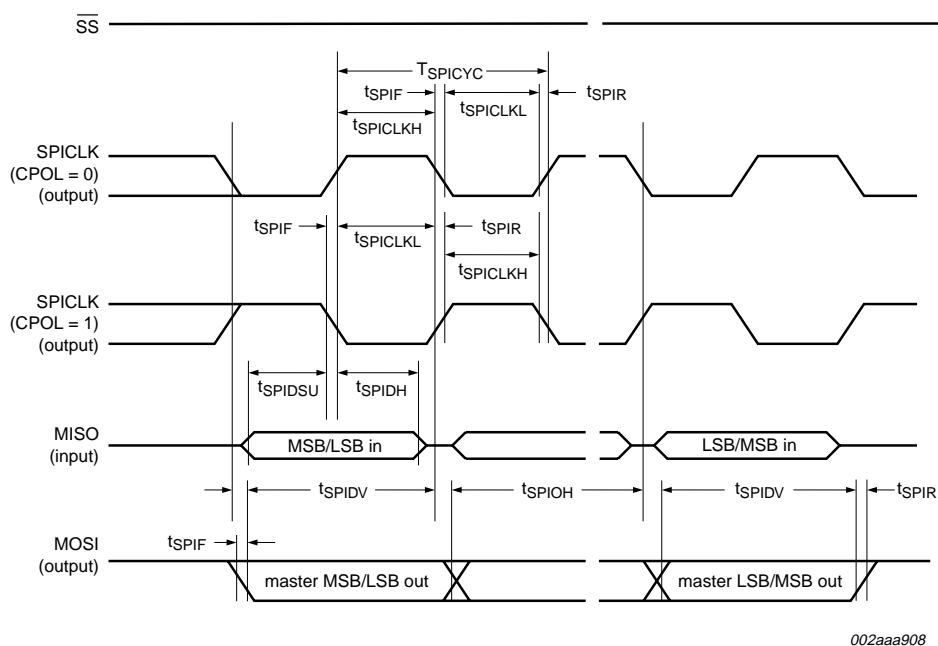 SS
TSPICYC
tSPIF
tSPICLKL
tSPIR
tSPICLKH
SPICLK
(CPOL = 0)
(output)
tSPIF
tSPICLKL
tSPIR
tSPICLKH
SPICLK
(CPOL = 1)
(output)
tSPIDSU
tSPIDH
MISO
(input)
MSB/LSB in
LSB/MSB in
tSPIDV
tSPIOH
tSPIDV
tSPIR
tSPIF
MOSI
(output)
master MSB/LSB out
master LSB/MSB out
002aaa908